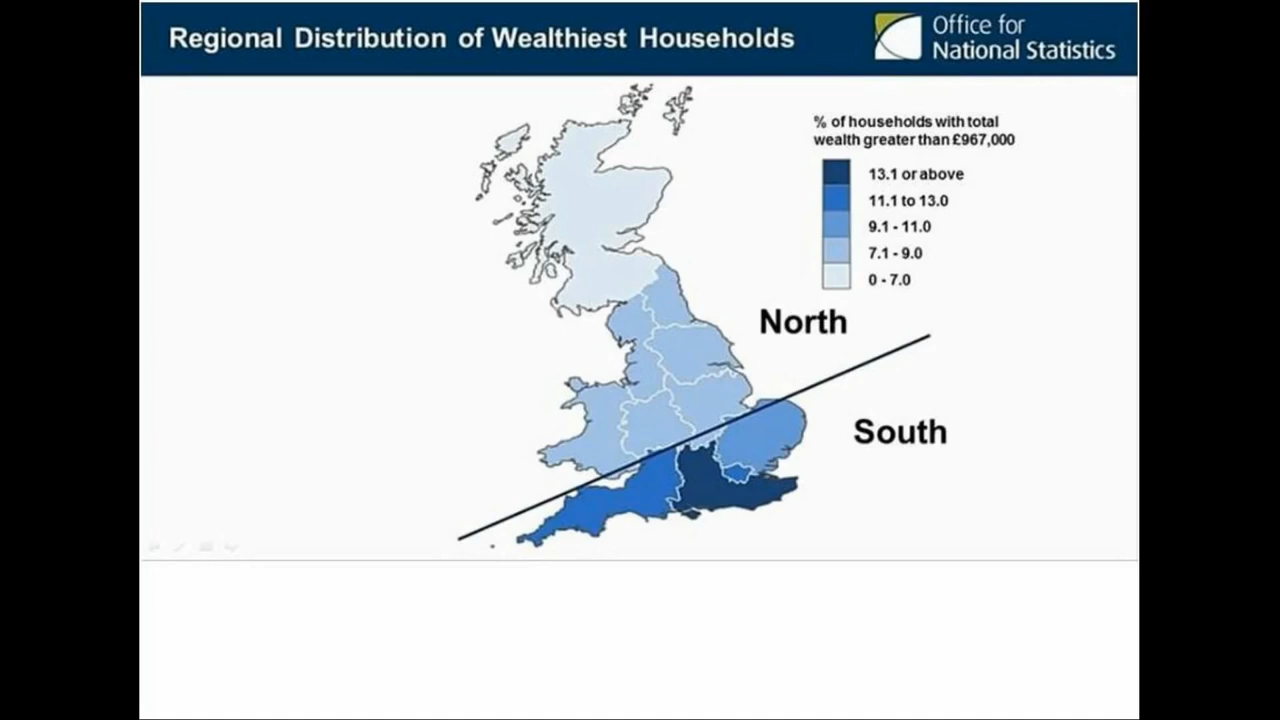 Regional Distribution of Wealthiest Households
Office for
National Statistics
% of households with total
wealth greater than £967,000
13.1 or above
11.1 to 13.0
9.1 - 11.0
7.1 - 9.0
0 - 7.0
North
South